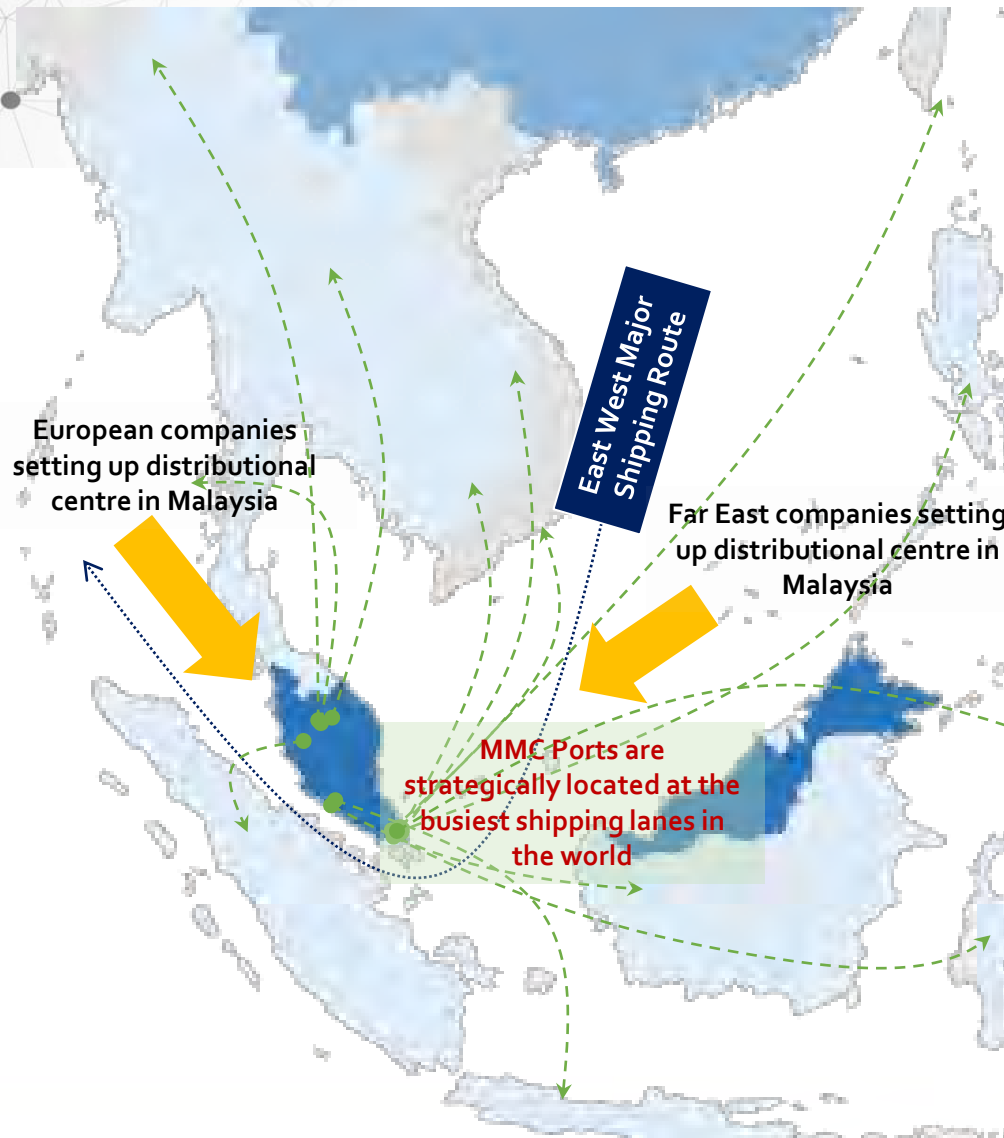 East West Major
Shipping Route
European companies
setting up distributional
centre in Malaysia
Far East companies setting
up distributional centre in
Malaysia
MMC Ports are
strategically located at the
busiest shipping lanes in
the world